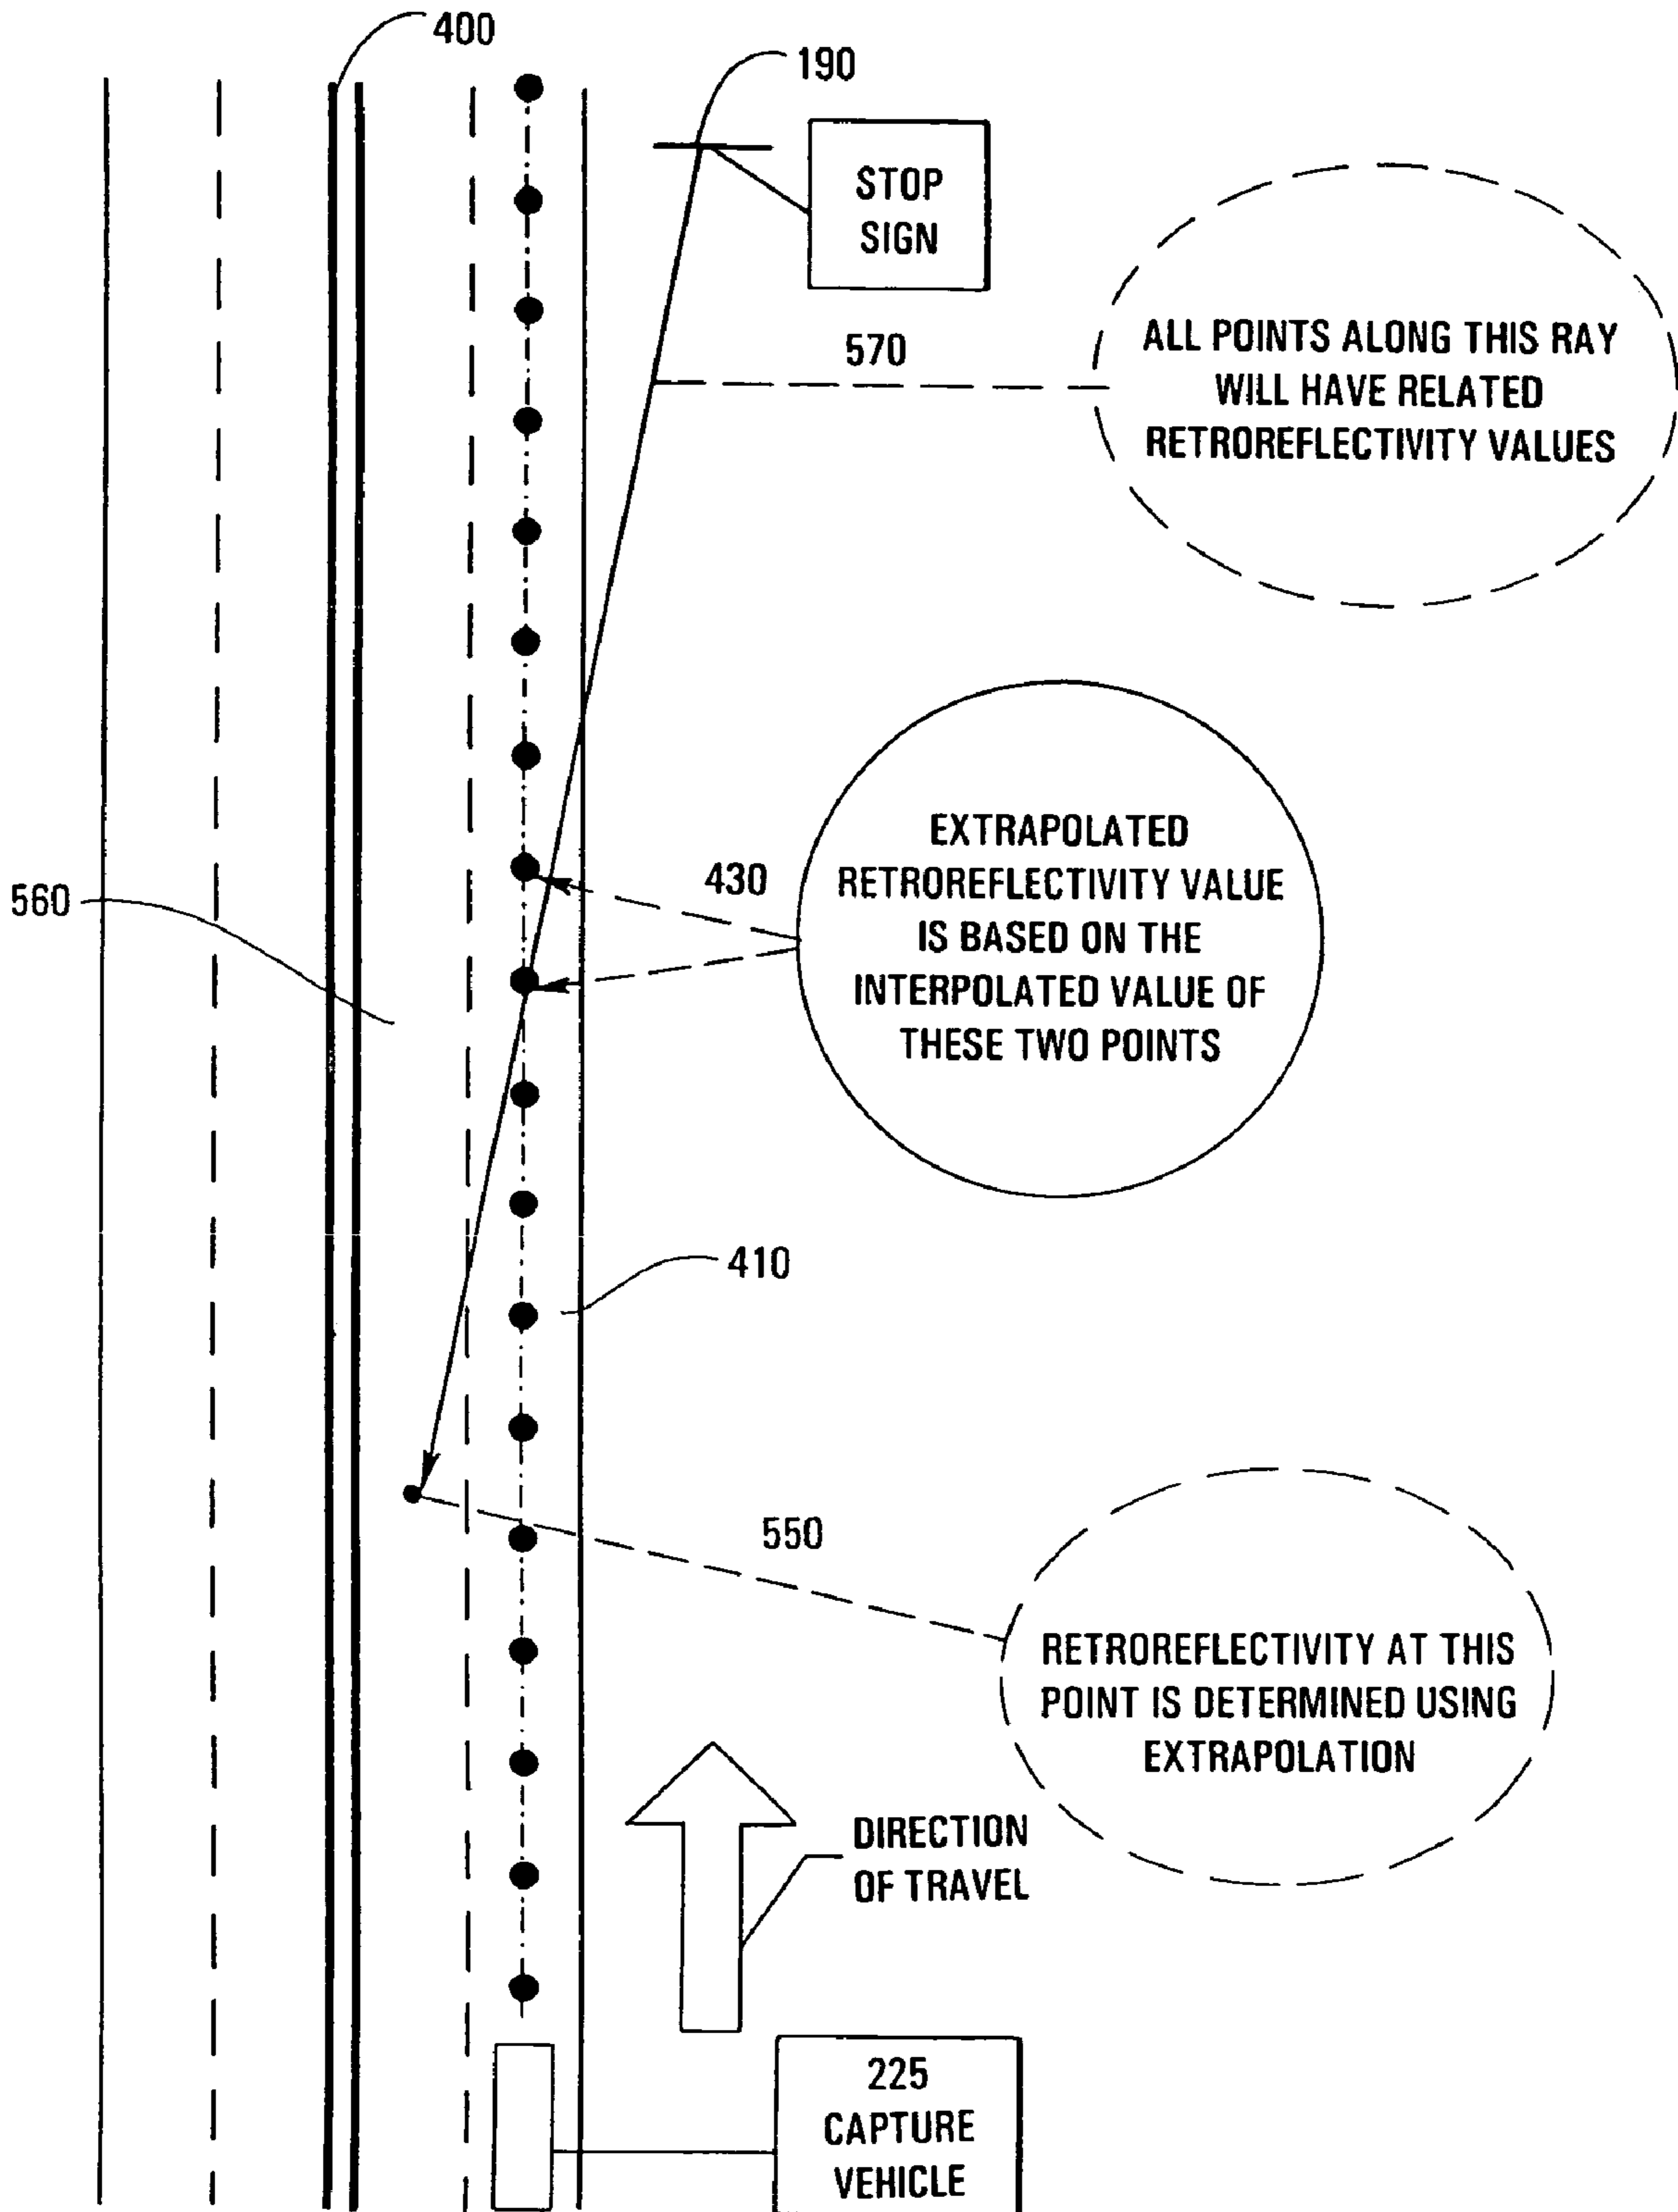 400
190
STOP
SIGN
570
ALL POINTS ALONG THIS RAY
WILL HAVE RELATED
RETROREFLECTIVITY VALUES
560
430
EXTRAPOLATED
RETROREFLECTIVITY VALUE
IS BASED ON THE
INTERPOLATED VALUE OF
THESE TWO POINTS
410
550
RETROREFLECTIVITY AT THIS
POINT IS DETERMINED USING
EXTRAPOLATION
DIRECTION
OF TRAVEL
225
CAPTURE
VEHICLE